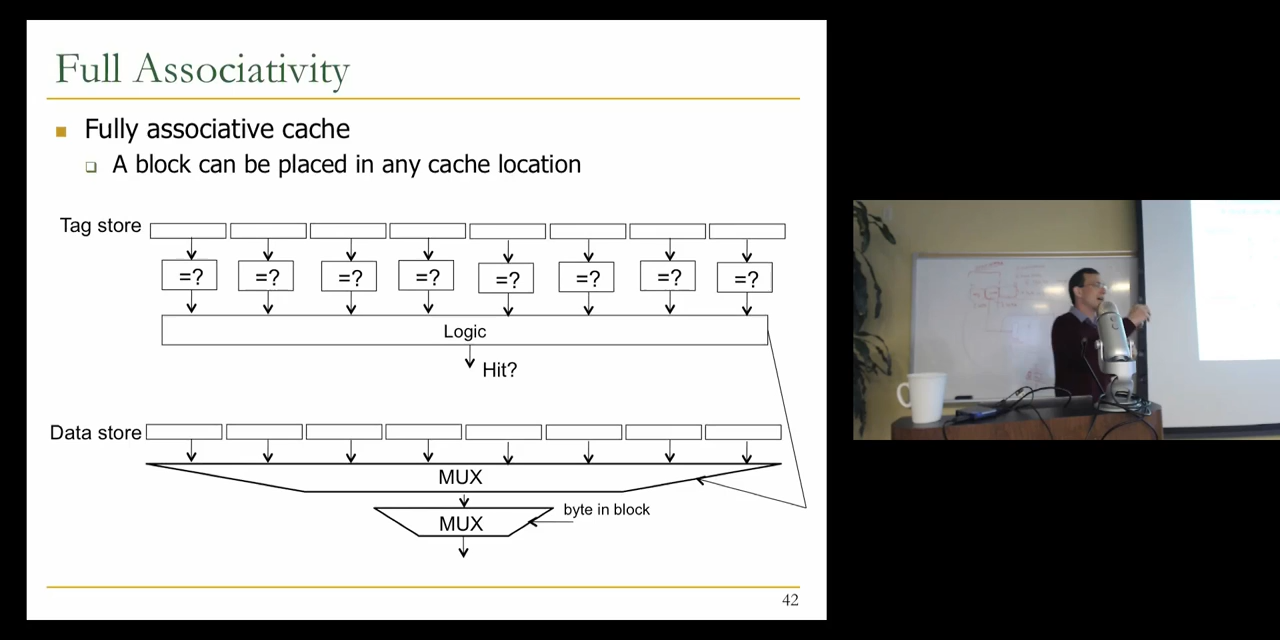 Full Associativity
Fully associative cache
A block can be placed in any cache location
Tag store
=? =? =? =? =? =? =? =?
Logic
Hit?
Data store
MUX
byte in block
MUX
42